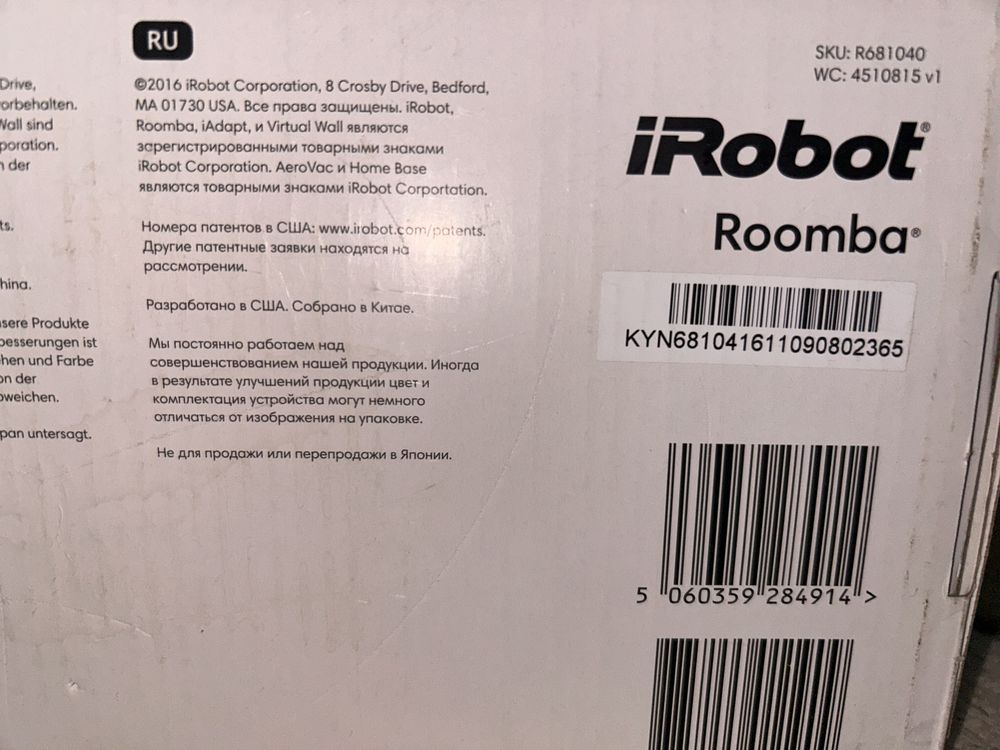 Drive,
orbehalten.
Wall sind
poration.
n der
ts.
hina.
sere Produkte
besserungen ist
hen und Farbe
on der
bweichen.
pan untersagt.
RU
©2016 iRobot Corporation, 8 Crosby Drive, Bedford,
MA 01730 USA. Все права защищены. iRobot,
Roomba, iAdapt, и Virtual Wall являются
зарегистрированными товарными знаками
iRobot Corporation. AeroVac и Home Base
являются товарными знаками iRobot Corportation.
Номера патентов в США: www.irobot.com/patents.
Другие патентные заявки находятся на
рассмотрении.
Разработано в США. Собрано в Китае.
Мы постоянно работаем над
совершенствованием нашей продукции. Иногда
в результате улучшений продукции цвет и
комплектация устройства могут немного
отличаться от изображения на упаковке.
Не для продажи или перепродажи в Японии.
SKU: R681040
WC: 4510815 v1
iRobot®
Roomba®
KYN681041611090802365
5 060359 284914 >